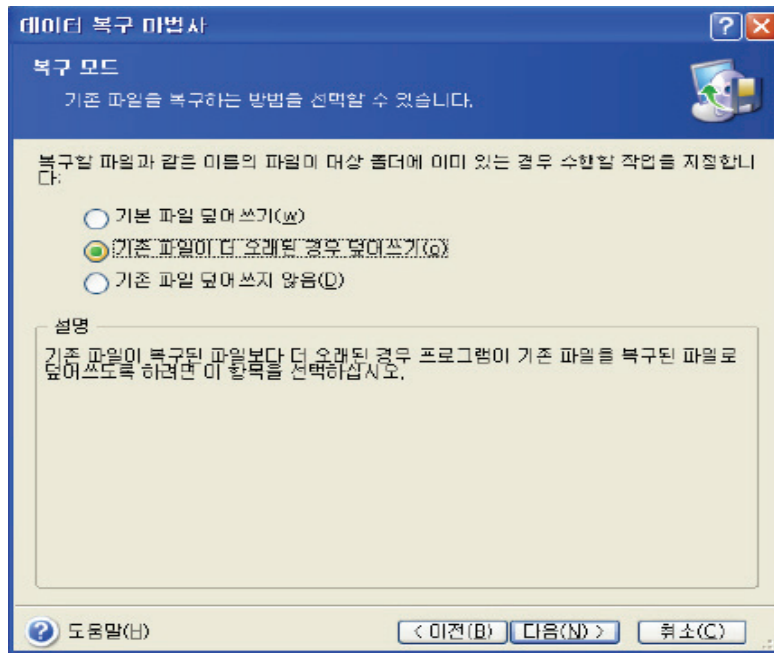 데이터 복구 마법사
복구 모드
기존 파일을 복구하는 방법을 선택할 수 있습니다.
복구할 파일과 같은 이름의 파일이 대상 폴더에 이미 있는 경우 수행할 작업을 지정합니
다:
기본 파일 덮어쓰기(w)
기존 파일이 더 오래된 경우 덮어쓰기(o)
기존 파일 덮어쓰지 않음(D)
설명
기존 파일이 복구된 파일보다 더 오래된 경우 프로그램이 기존 파일을 복구된 파일로
덮어쓰도록 하려면 이 항목을 선택하십시오.
도움말(H)
< 이전(B)
다음(N) >
취소(C)